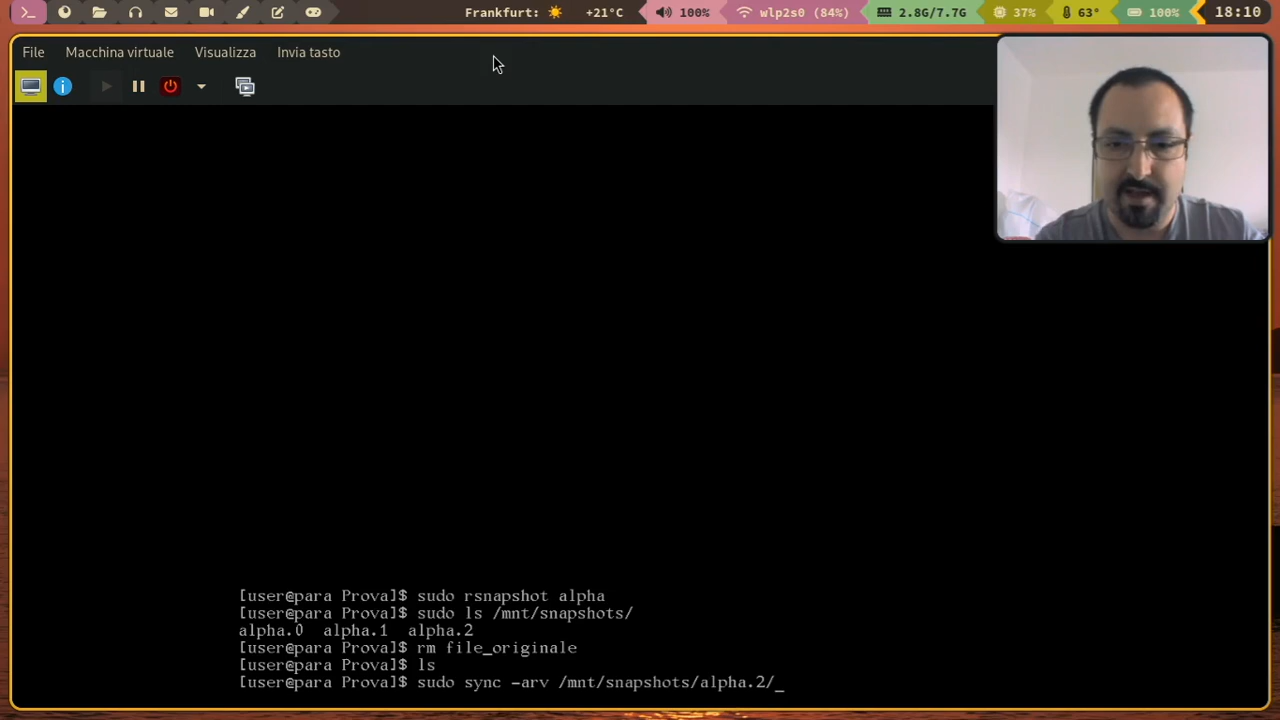 Frankfurt: +21°C 100% wlp2s0 (84%) 2.8G/7.7G 37% 63° 100% 18:10
File Macchina virtuale Visualizza Invia tasto
[user@para Prova]$ sudo rsnapshot alpha
[user@para Prova]$ sudo ls /mnt/snapshots/
alpha.0 alpha.1 alpha.2
[user@para Prova]$ rm file_originale
[user@para Prova]$ ls
[user@para Prova]$ sudo sync -arv /mnt/snapshots/alpha.2/_